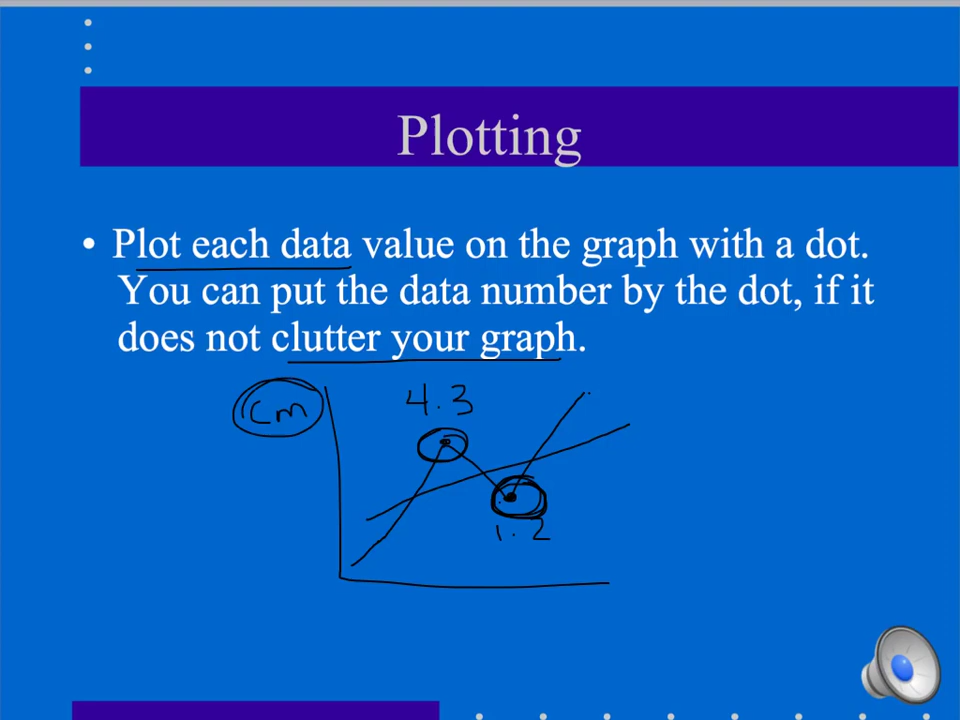 Plotting
• Plot each data value on the graph with a dot.
You can put the data number by the dot, if it
does not clutter your graph.
cm
4.3
1.2